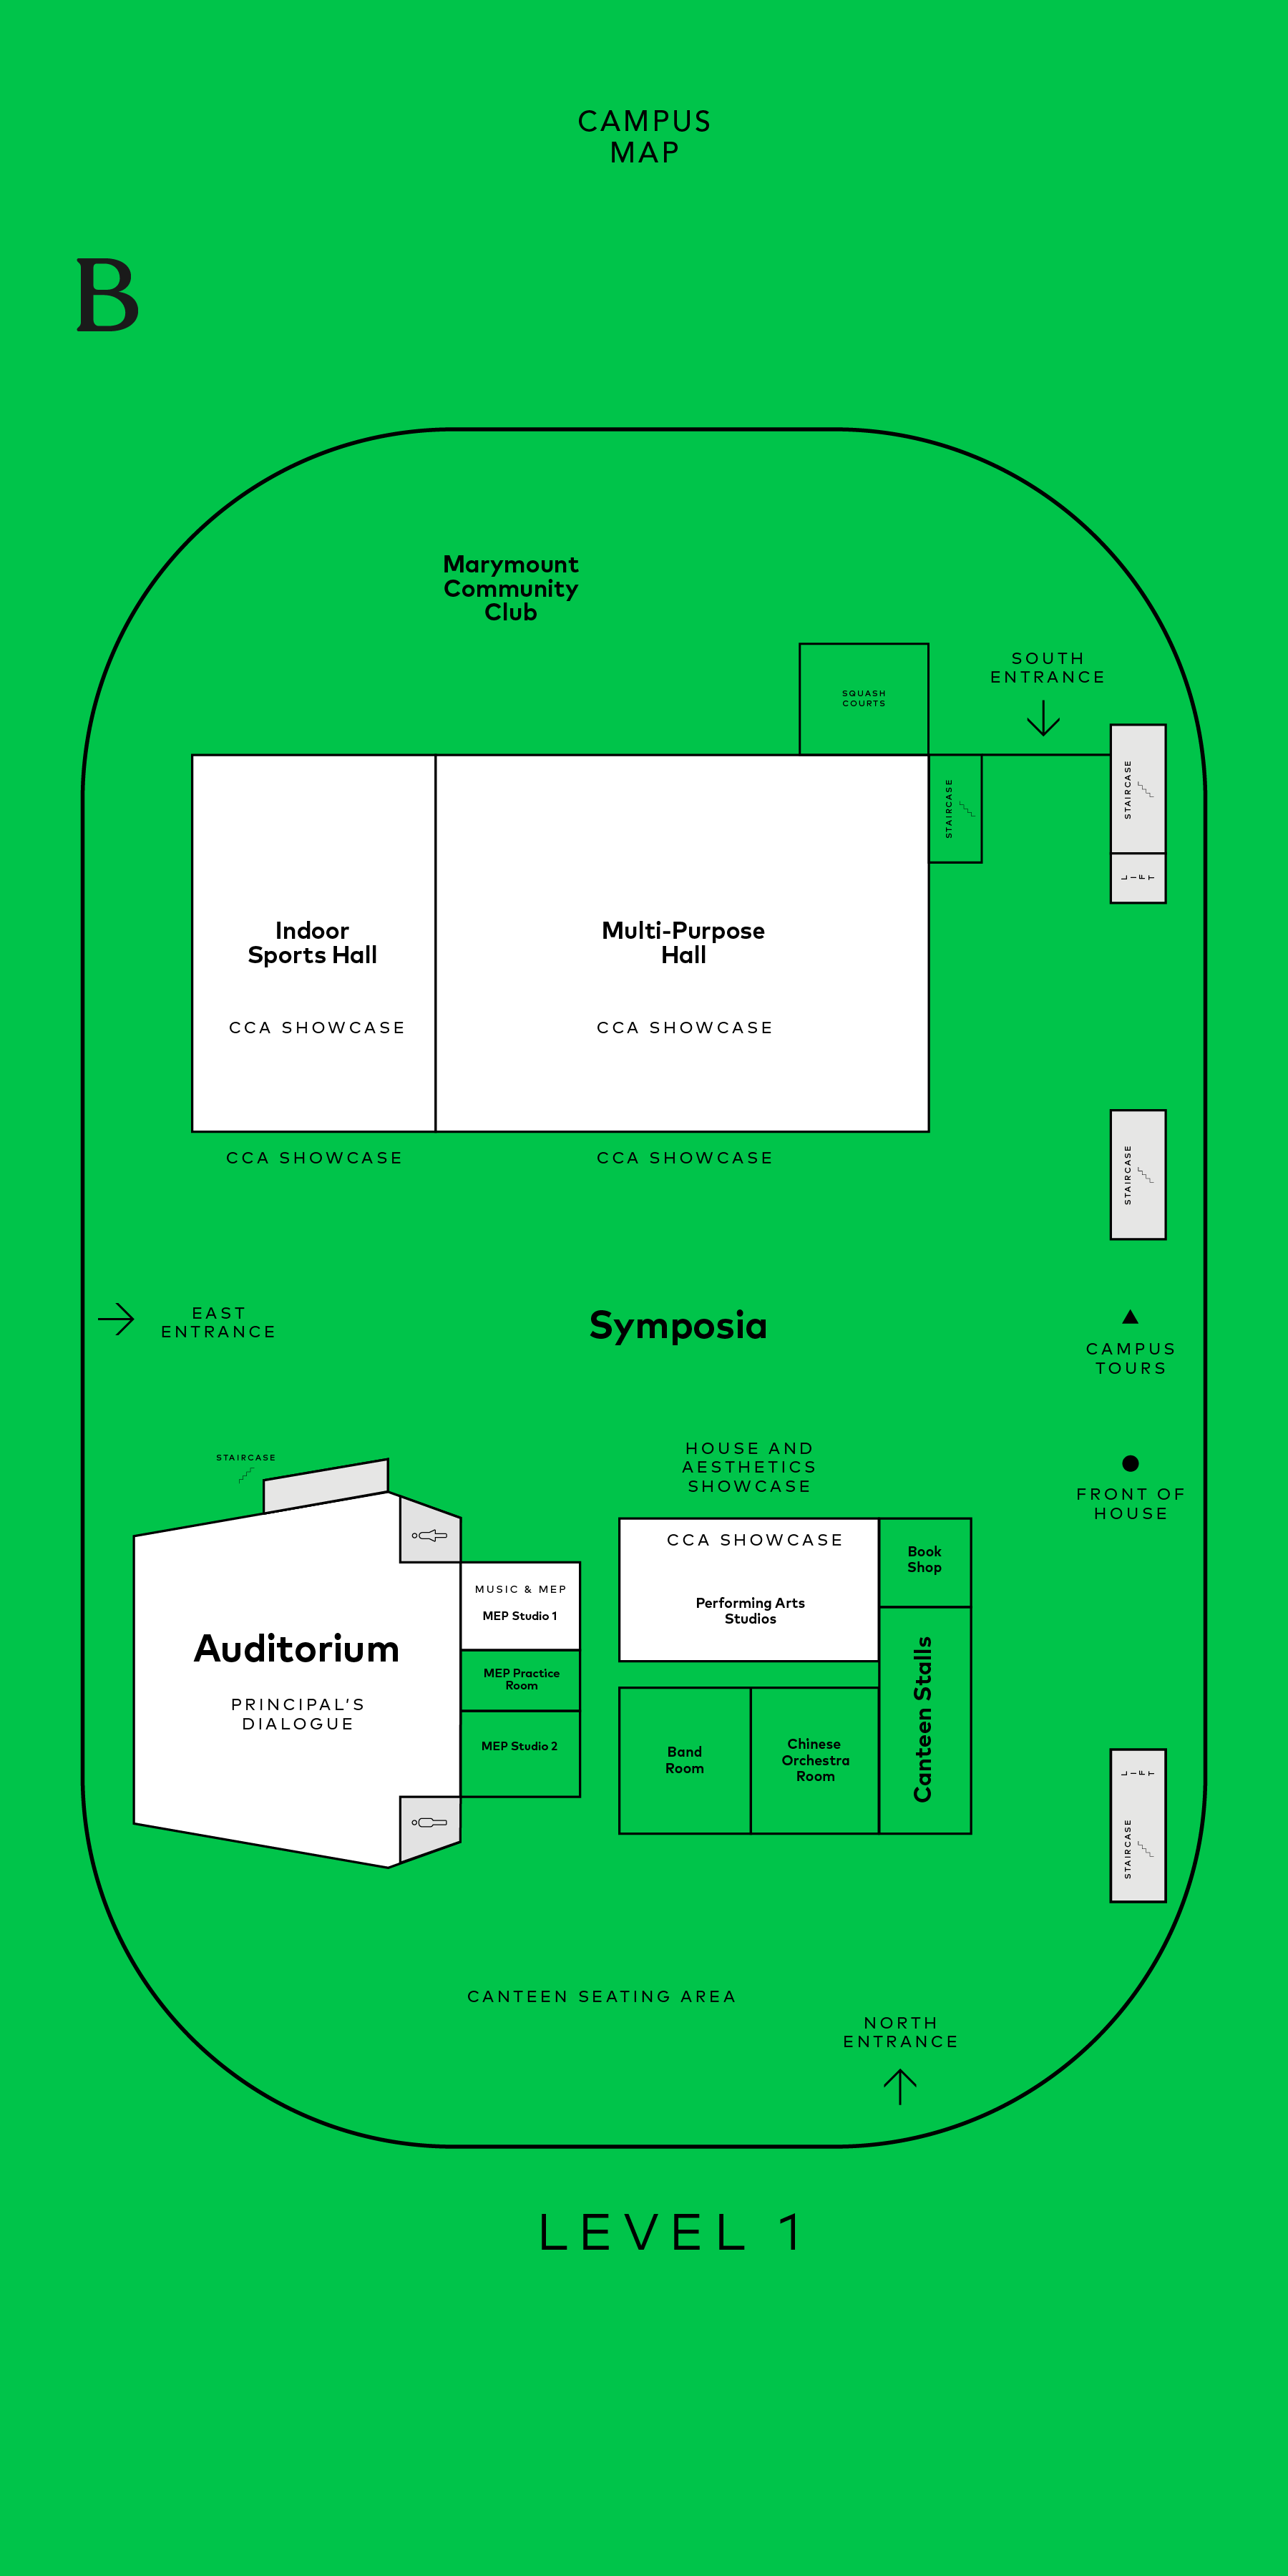 CAMPUS
MAP
B
Marymount
Community
Club
SQUASH
COURTS
SOUTH
ENTRANCE
STAIRCASE
STAIRCASE
LIFT
Indoor
Sports Hall
CCA SHOWCASE
Multi-Purpose
Hall
CCA SHOWCASE
CCA SHOWCASE
CCA SHOWCASE
STAIRCASE
EAST
ENTRANCE
Symposia
CAMPUS
TOURS
STAIRCASE
HOUSE AND
AESTHETICS
SHOWCASE
FRONT OF
HOUSE
CCA SHOWCASE
Performing Arts
Studios
Book
Shop
MUSIC & MEP
MEP Studio 1
Auditorium
PRINCIPAL'S
DIALOGUE
MEP Practice
Room
MEP Studio 2
Band
Room
Chinese
Orchestra
Room
Canteen Stalls
LIFT
STAIRCASE
CANTEEN SEATING AREA
NORTH
ENTRANCE
LEVEL 1